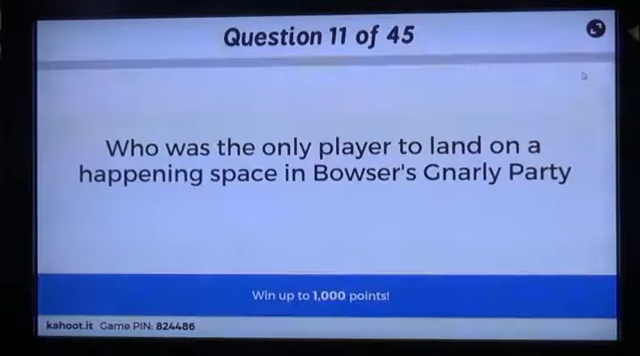 Question 11 of 45
Who was the only player to land on a
happening space in Bowser's Gnarly Party
Win up to 1,000 points!
kahoot.it Game PIN: 824486